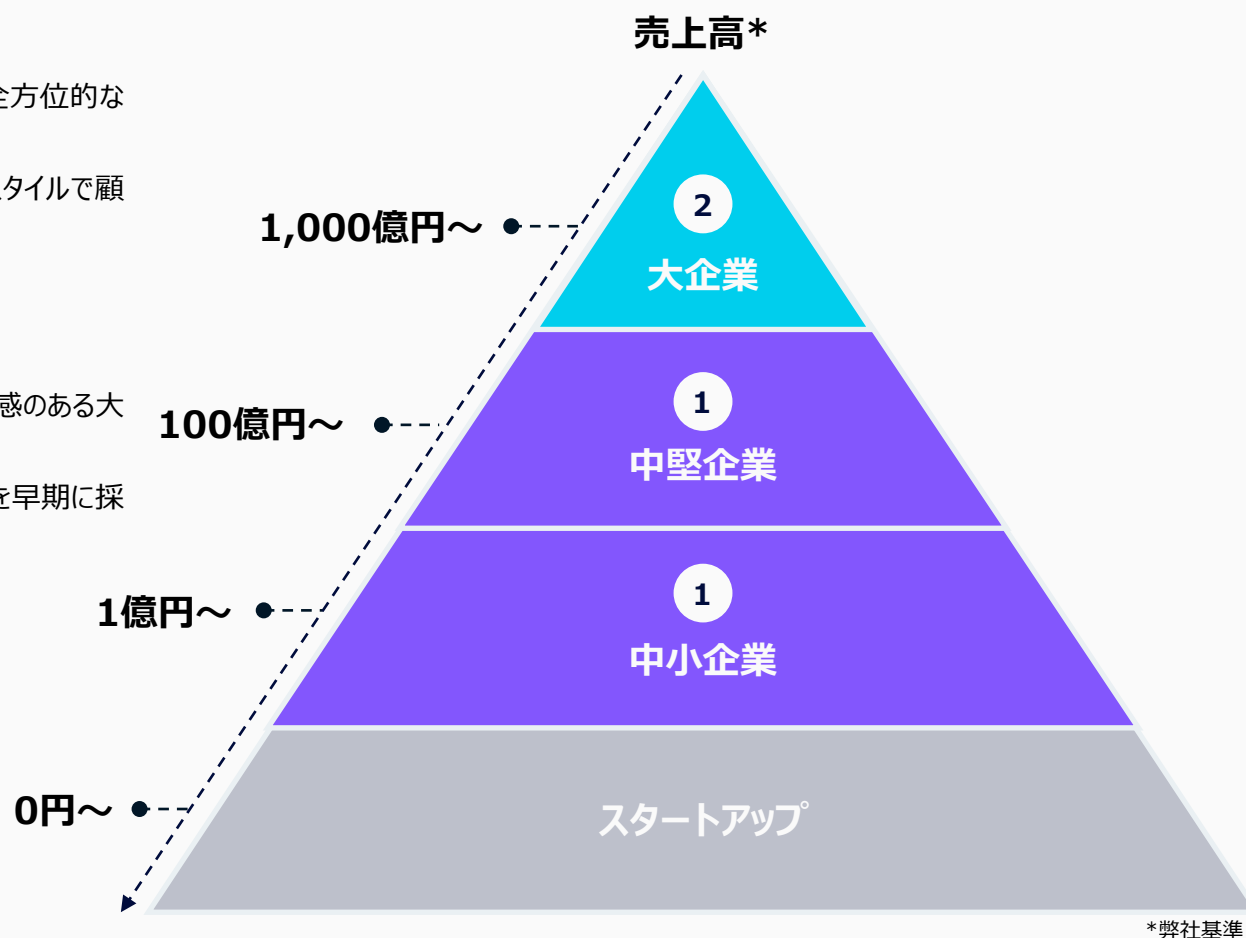 売上高*
全方位的な
スタイルで顧
1,000億円～
2
大企業
感のある大
100億円～
1
中堅企業
を早期に採
1億円～
1
中小企業
0円～
スタートアップ
*弊社基準